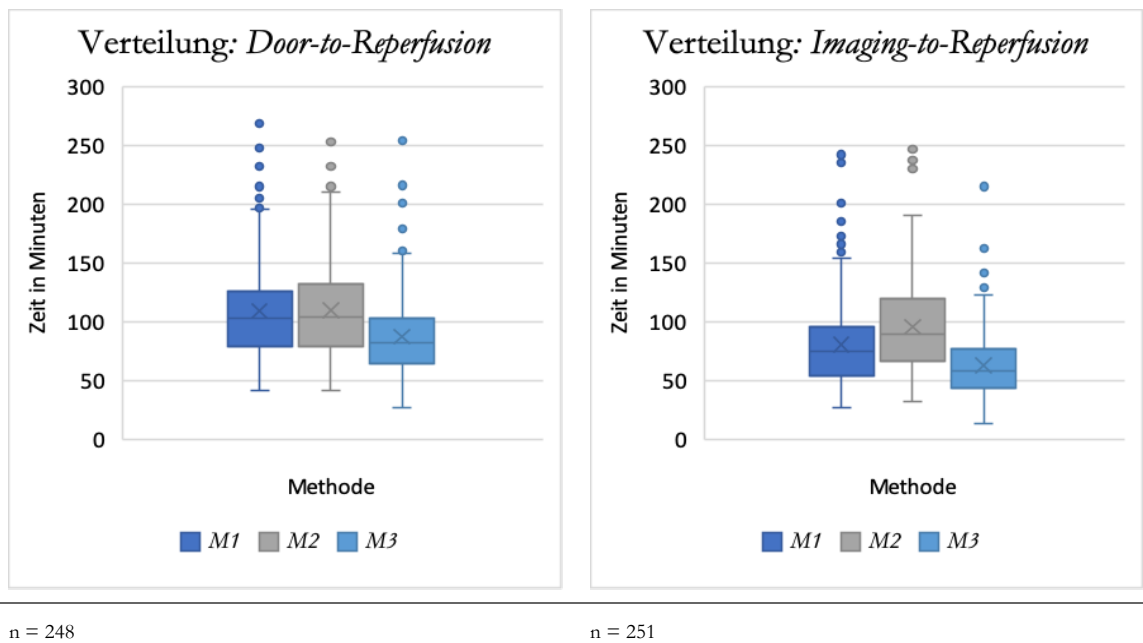 Verteilung: Door-to-Reperfusion
300
250
200
150
100
50
0
Zeit in Minuten
Methode
M1 M2 M3
n = 248
Verteilung: Imaging-to-Reperfusion
300
250
200
150
100
50
0
Zeit in Minuten
Methode
M1 M2 M3
n = 251